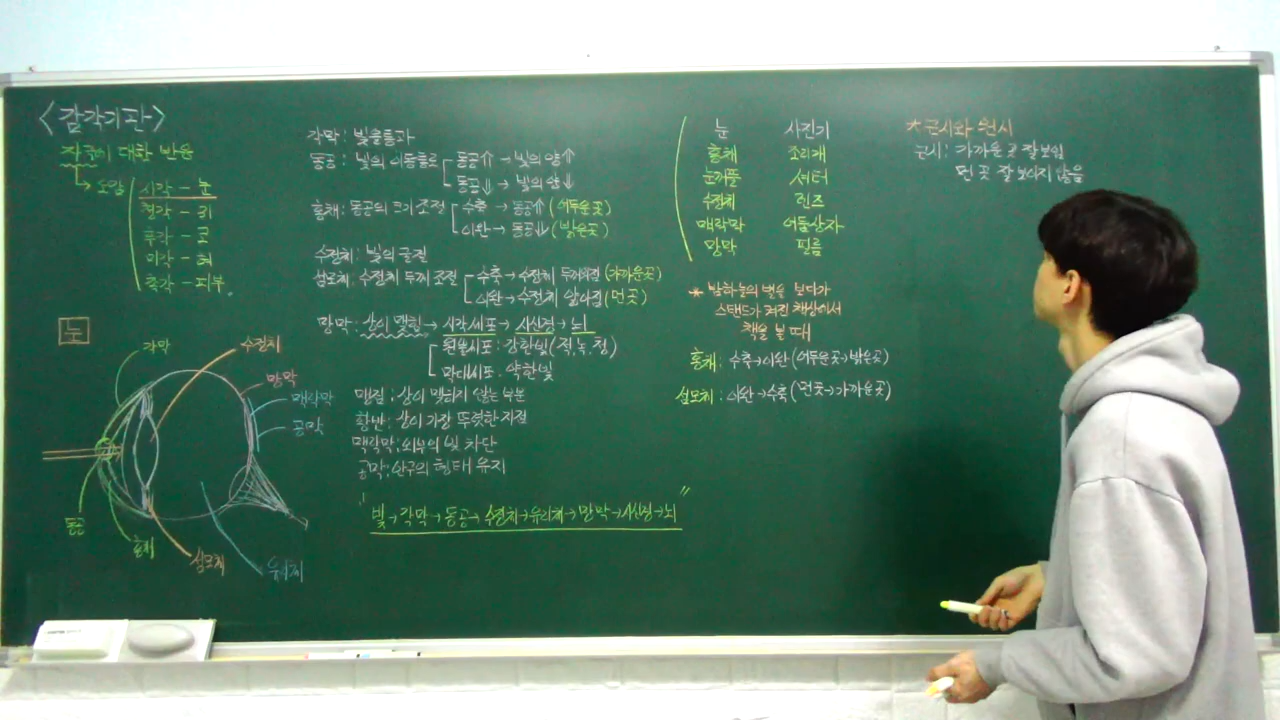 <감각기관>
자극에 대한 반응
→ 모양
시각 - 눈
청각 - 귀
후각 - 코
미각 - 혀
촉각 - 피부
눈
각막
수정체
망막
맥락막
공막
동공
홍채
섬모체
유리체
각막: 빛을 통과
동공: 빛의 이동통로 동공⇑ → 빛의 양↑
동공⇓ → 빛의 양↓
홍채: 동공의 크기 조절 수축 → 동공⇑ (어두운 곳)
이완 → 동공⇓ (밝은 곳)
수정체: 빛의 굴절
섬모체: 수정체 두께 조절 수축 → 수정체 두꺼워짐 (가까운 곳)
이완 → 수정체 얇아짐 (먼 곳)
망막: 상이 맺힘 → 시각세포 → 시신경 → 뇌
원뿔세포: 강한빛 (적, 녹, 청)
막대세포: 약한빛
맹점: 상이 맺히지 않는 부분
황반: 상이 가장 뚜렷한 지점
맥락막: 외부의 빛 차단
공막: 안구의 형태 유지
"빛→각막→동공→수정체→유리체→망막→시신경→뇌"
눈 사진기
홍채 조리개
눈꺼풀 셔터
수정체 렌즈
맥락막 어둠상자
망막 필름
* 밤하늘의 별을 보다가
스탠드가 켜진 책상에서
책을 볼 때
홍채: 수축→이완 (어두운곳→밝은곳)
섬모체: 이완→수축 (먼곳→가까운곳)
*근시와 원시
근시: 가까운 곳 잘보임
먼 곳 잘 보이지 않음